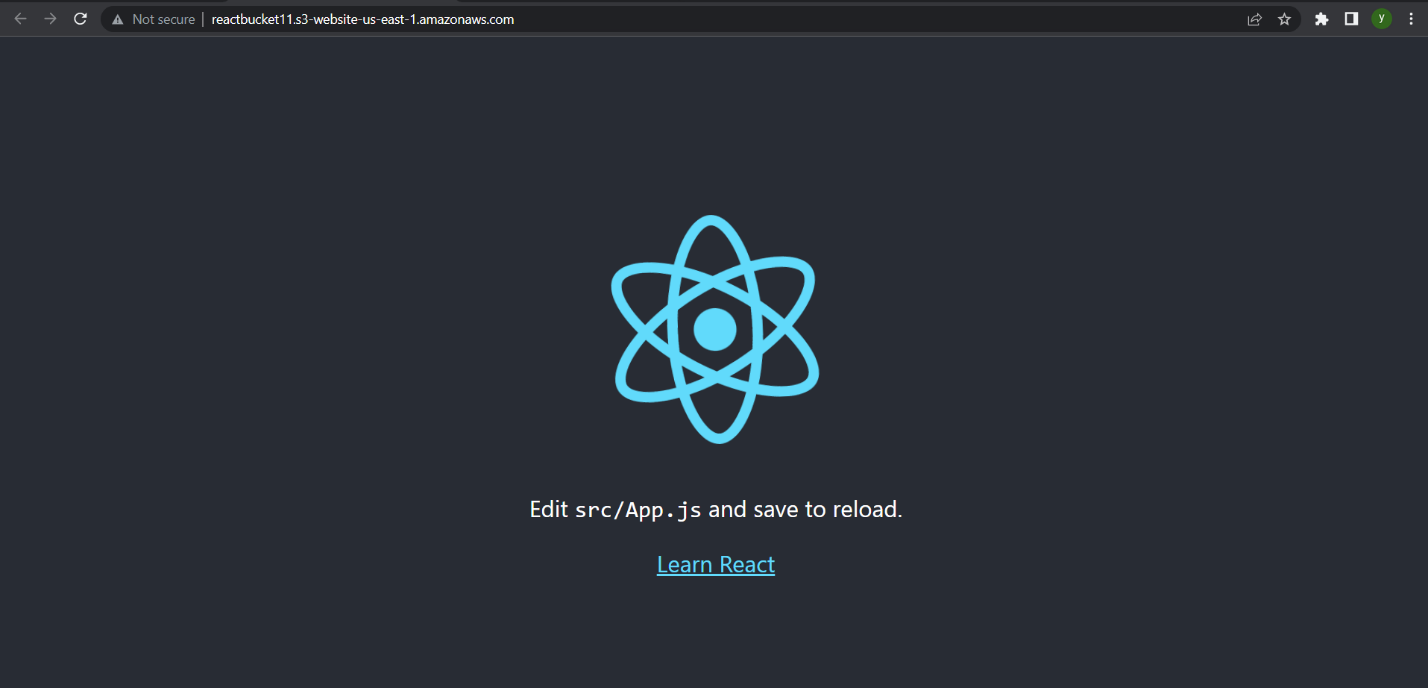 Not secure | reactbucket11.s3-website-us-east-1.amazonaws.com
y
Edit src/App.js and save to reload.
Learn React